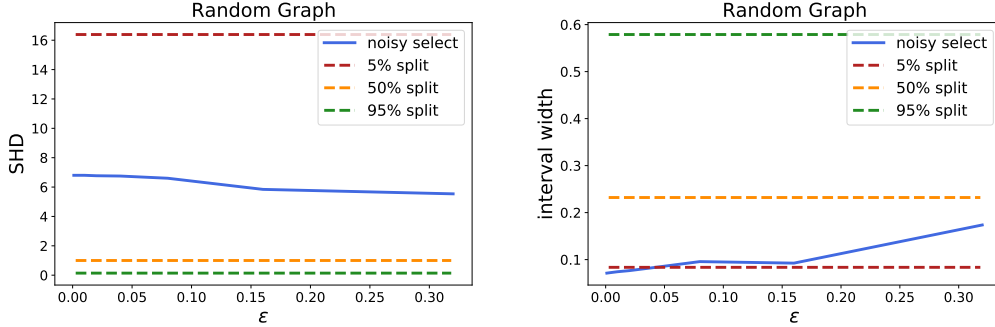 Random Graph
SHD
16
14
12
10
8
6
4
2
0
0.00 0.05 0.10 0.15 0.20 0.25 0.30
ε
noisy select
5% split
50% split
95% split
Random Graph
interval width
0.6
0.5
0.4
0.3
0.2
0.1
0.00 0.05 0.10 0.15 0.20 0.25 0.30
ε
noisy select
5% split
50% split
95% split